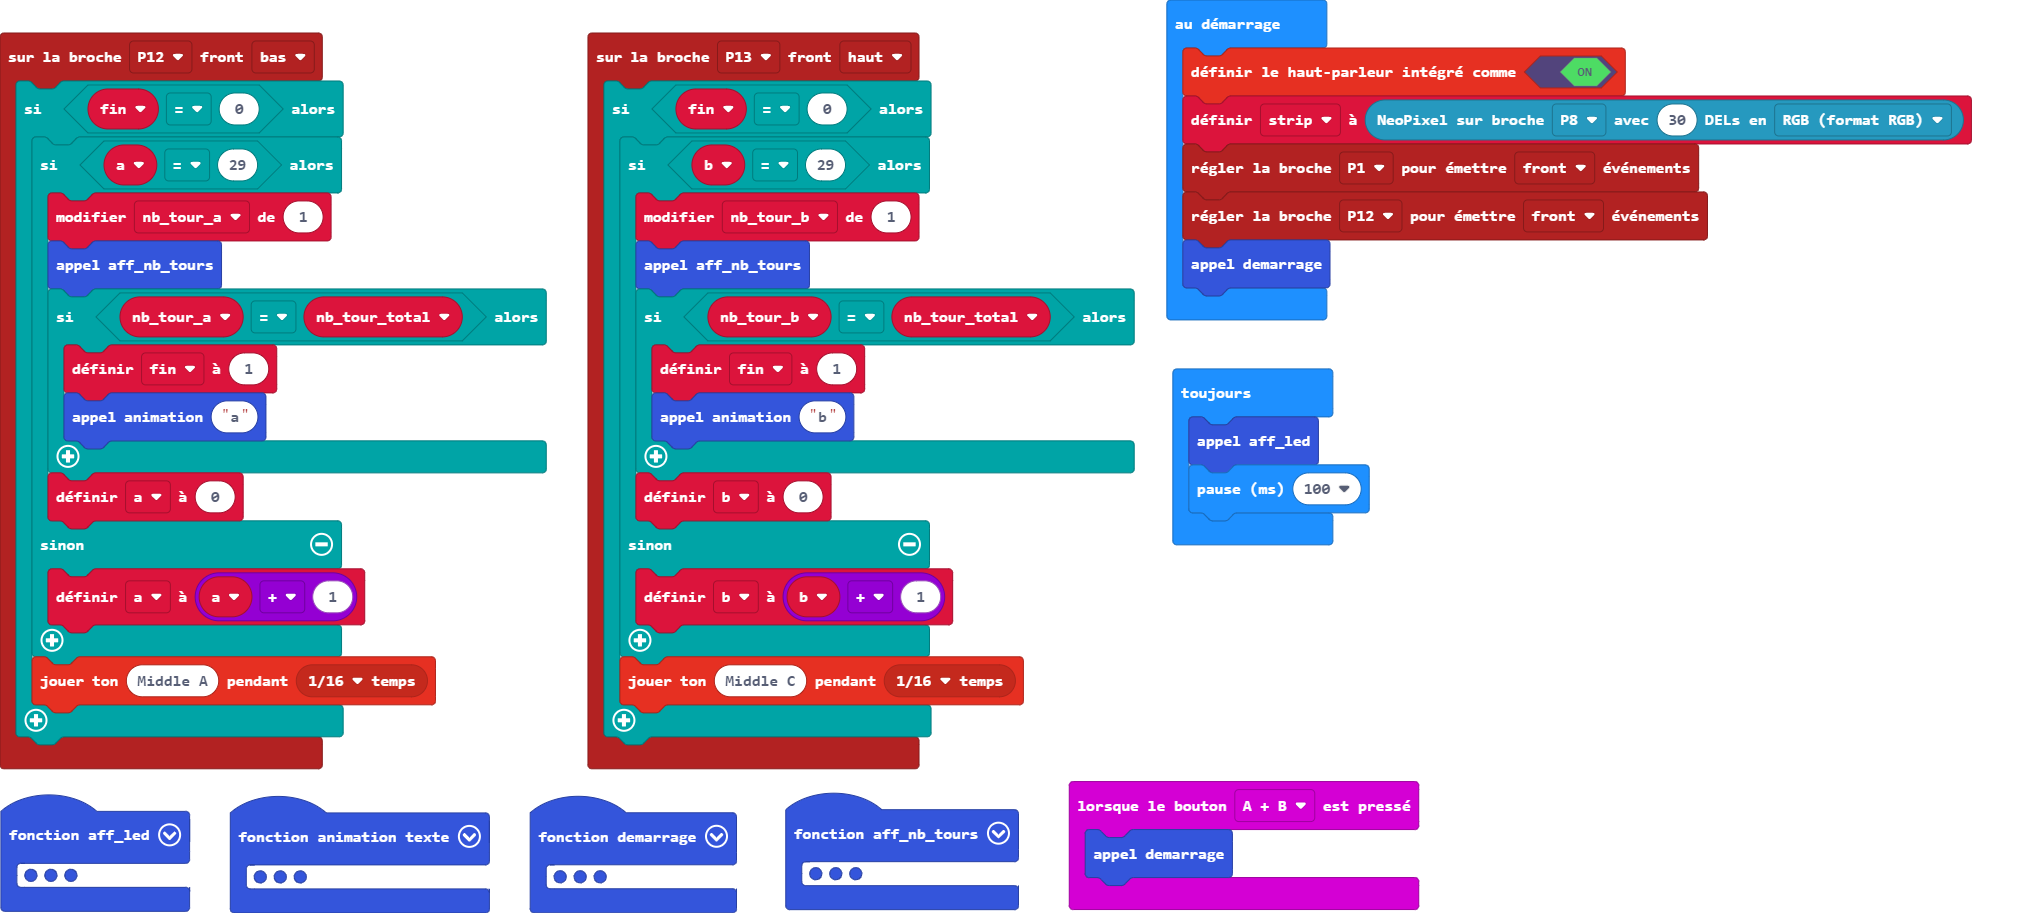 sur la broche P12 front bas
si fin = 0 alors
si a = 29 alors
modifier nb_tour_a de 1
appel aff_nb_tours
si nb_tour_a = nb_tour_total alors
définir fin à 1
appel animation "a"
définir a à 0
sinon
définir a à a + 1
jouer ton Middle A pendant 1/16 temps
sur la broche P13 front haut
si fin = 0 alors
si b = 29 alors
modifier nb_tour_b de 1
appel aff_nb_tours
si nb_tour_b = nb_tour_total alors
définir fin à 1
appel animation "b"
définir b à 0
sinon
définir b à b + 1
jouer ton Middle C pendant 1/16 temps
au démarrage
définir le haut-parleur intégré comme ON
définir strip à NeoPixel sur broche P8 avec 30 DELs en RGB (format RGB)
régler la broche P1 pour émettre front événements
régler la broche P12 pour émettre front événements
appel demarrage
toujours
appel aff_led
pause (ms) 100
fonction aff_led
fonction animation texte
fonction demarrage
fonction aff_nb_tours
lorsque le bouton A + B est pressé
appel demarrage